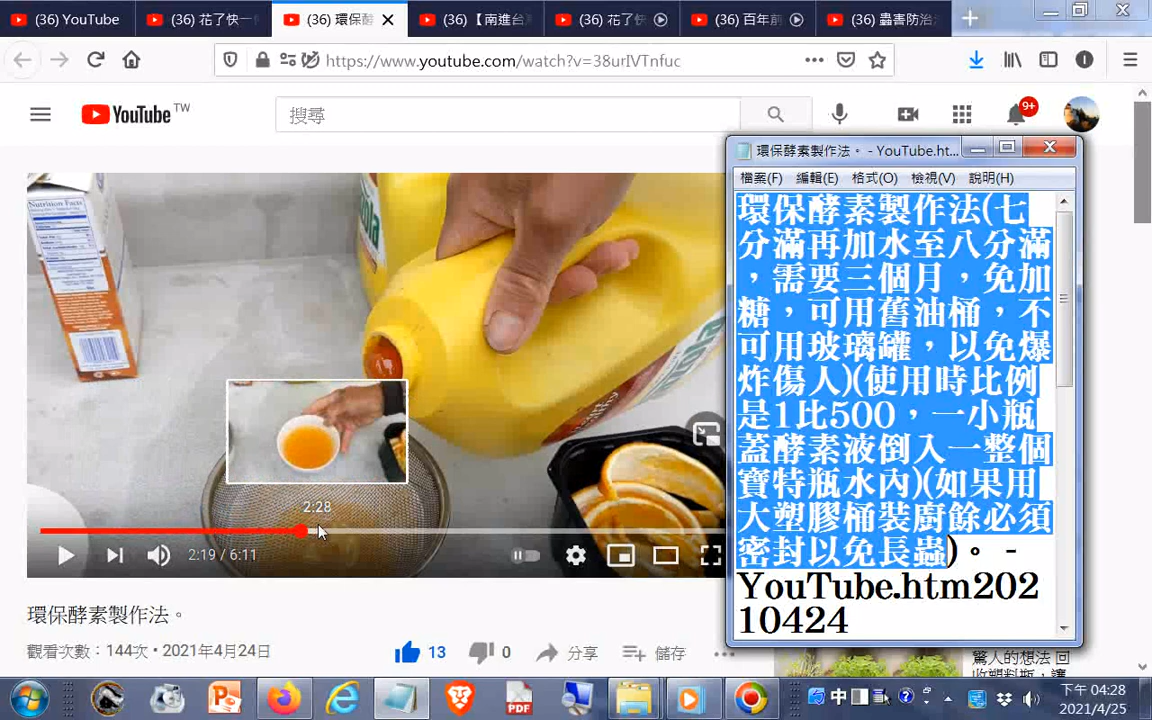 (36) YouTube
(36) 花了快一
(36) 環保酵
(36)【南進台
(36) 花了快
(36) 百年前
(36) 蟲害防治
https://www.youtube.com/watch?v=38urIVTnfuc
YouTube TW
搜尋
9+
環保酵素製作法。 - YouTube.ht...
檔案(F) 編輯(E) 格式(O) 檢視(V) 說明(H)
環保酵素製作法(七
分滿再加水至八分滿
，需要三個月，免加
糖，可用舊油桶，不
可用玻璃罐，以免爆
炸傷人)(使用時比例
是1比500，一小瓶
蓋酵素液倒入一整個
寶特瓶水內)(如果用
大塑膠桶裝廚餘必須
密封以免長蟲)。 -
YouTube.htm202
10424
Nutrition Facts
2:28
2:19 / 6:11
環保酵素製作法。
觀看次數：144次 • 2021年4月24日
13
0
分享
儲存
驚人的想法 回
PDF
中
下午 04:28
2021/4/25